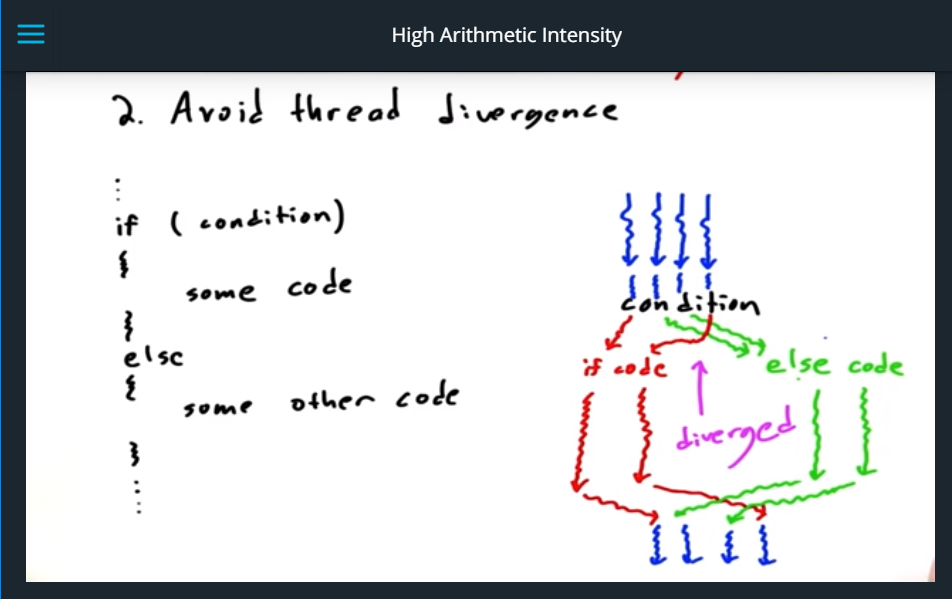 High Arithmetic Intensity
2. Avoid thread divergence
if (condition)
{
some code
}
else
{
some other code
}
condition
if code
else code
diverged